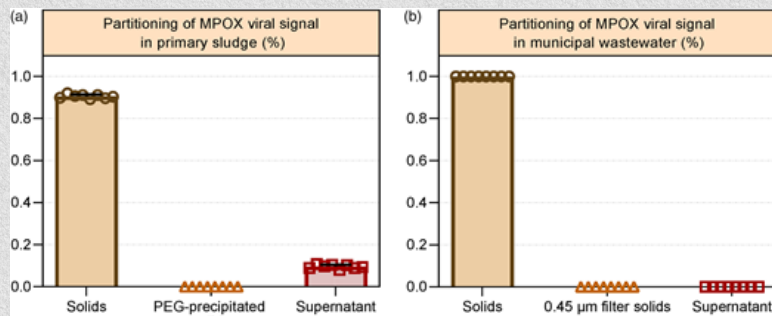 (a)
Partitioning of MPOX viral signal
in primary sludge (%)
1.0
0.8
0.6
0.4
0.2
0.0
Solids PEG-precipitated Supernatant
(b)
Partitioning of MPOX viral signal
in municipal wastewater (%)
1.0
0.8
0.6
0.4
0.2
0.0
Solids 0.45 µm filter solids Supernatant